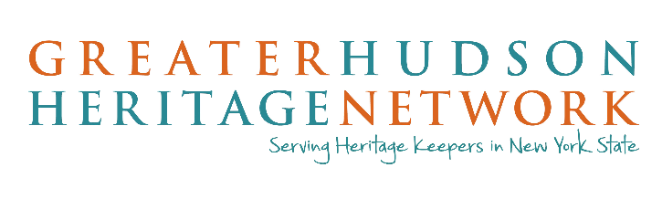 GREATERHUDSON
HERITAGENETWORK
Serving Heritage Keepers in New York State